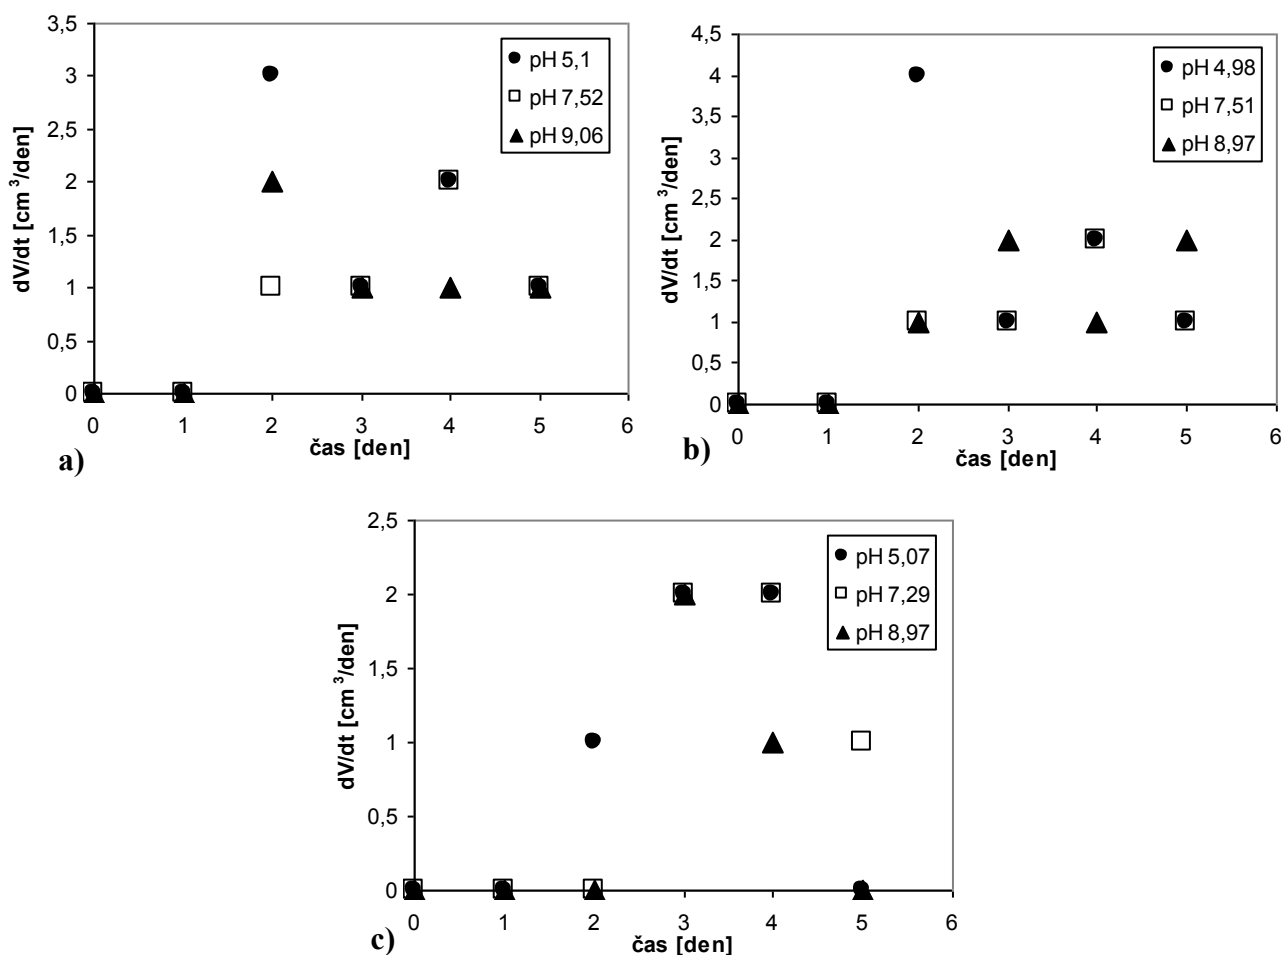 3,5
3
2,5
2
1,5
1
0,5
0
dV/dt [cm³/den]
pH 5,1
pH 7,52
pH 9,06
0 1 2 3 4 5 6
čas [den]
a)
4,5
4
3,5
3
2,5
2
1,5
1
0,5
0
dV/dt [cm³/den]
pH 4,98
pH 7,51
pH 8,97
0 1 2 3 4 5 6
čas [den]
b)
2,5
2
1,5
1
0,5
0
dV/dt [cm³/den]
pH 5,07
pH 7,29
pH 8,97
0 1 2 3 4 5 6
čas [den]
c)